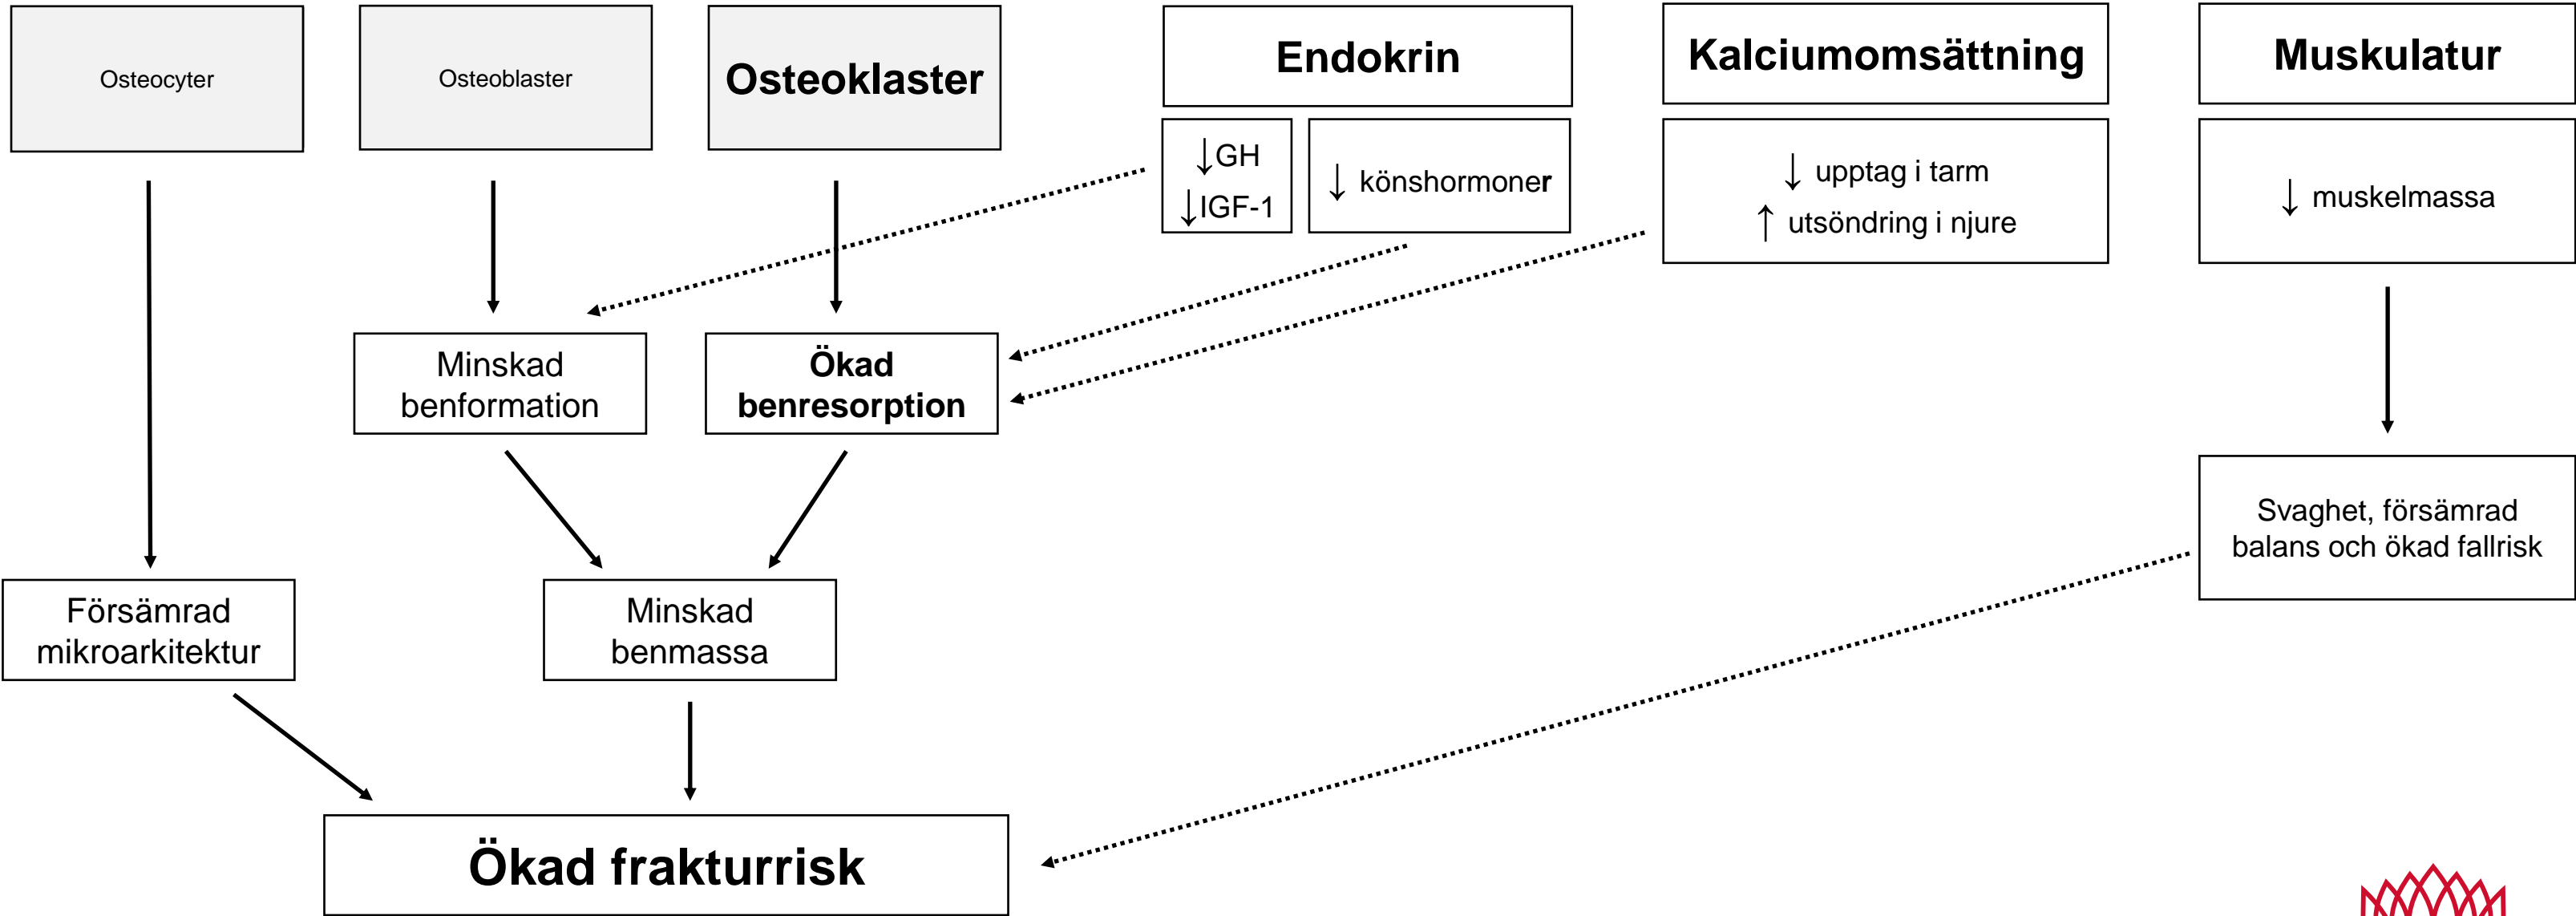 Osteocyter
Osteoblaster
Osteoklaster
Endokrin
Kalciumomsättning
Muskulatur
↓GH
↓IGF-1
↓ könshormoner
↓ upptag i tarm
↑ utsöndring i njure
↓ muskelmassa
Minskad
benformation
Ökad
benresorption
Svaghet, försämrad
balans och ökad fallrisk
Försämrad
mikroarkitektur
Minskad
benmassa
Ökad frakturrisk